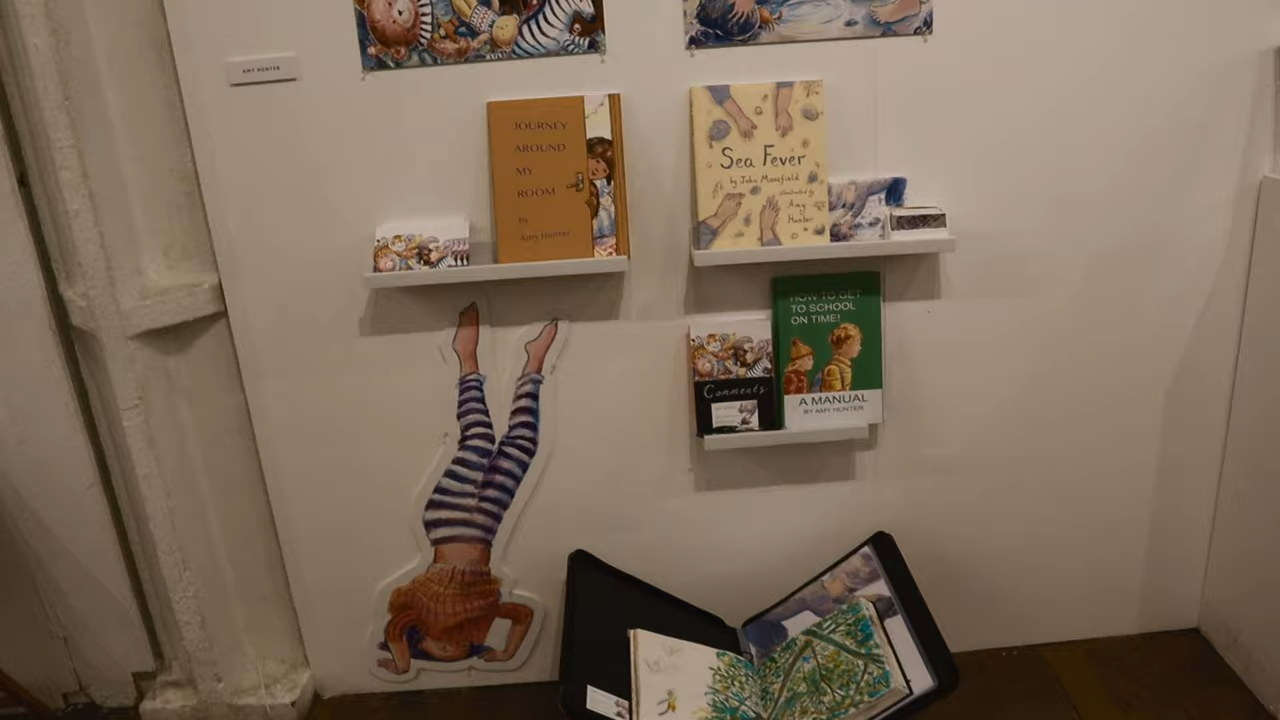 AMY HUNTER
JOURNEY
AROUND
MY
ROOM
by
Amy Hunter
Sea Fever
by John Masefield
illustrated by
Amy
Hunter
HOW TO GET
TO SCHOOL
ON TIME!
A MANUAL
BY AMY HUNTER
Comments